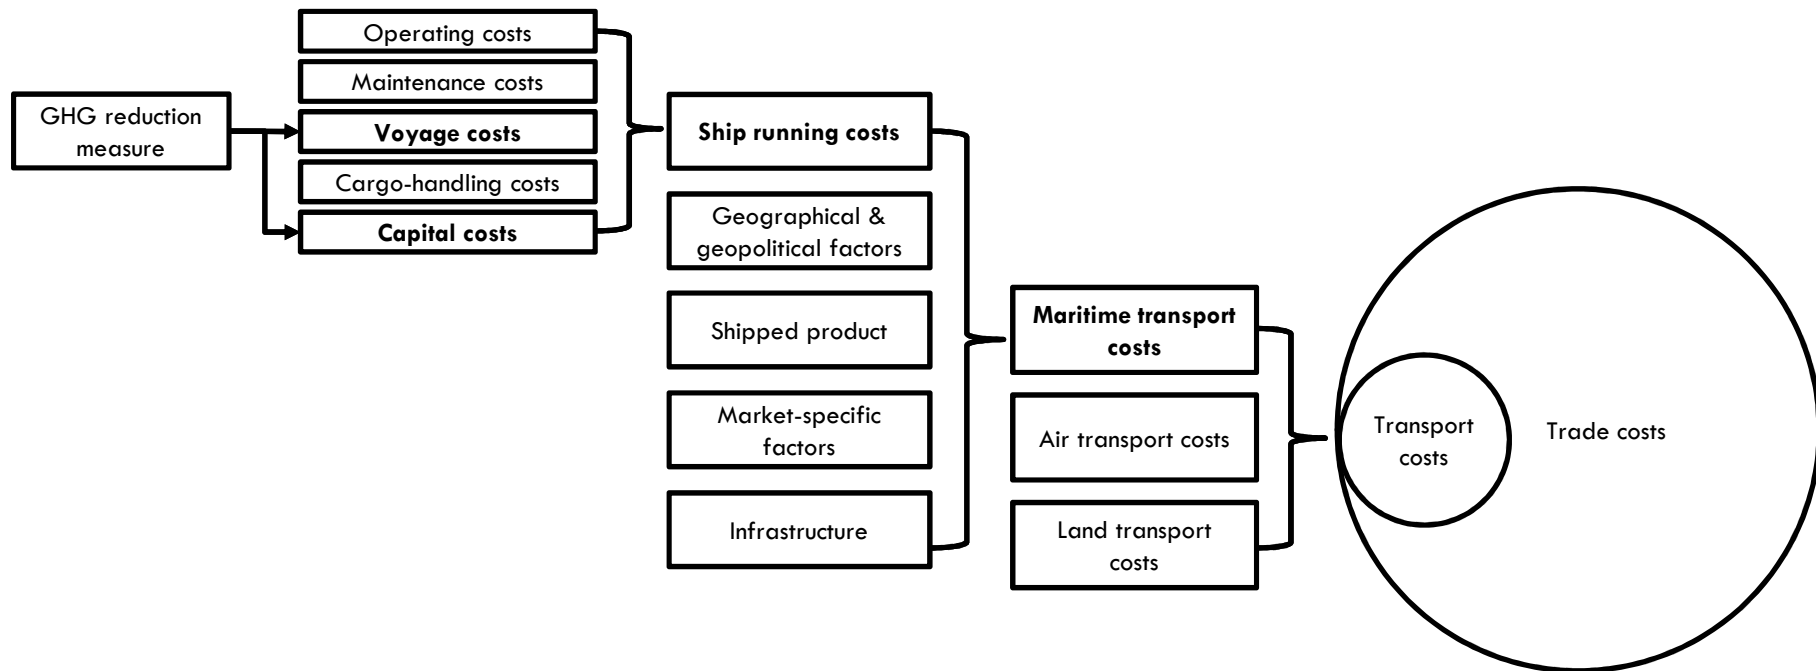 GHG reduction
measure
Operating costs
Maintenance costs
Voyage costs
Cargo-handling costs
Capital costs
Ship running costs
Geographical &
geopolitical factors
Shipped product
Market-specific
factors
Infrastructure
Maritime transport
costs
Air transport costs
Land transport
costs
Transport
costs
Trade costs